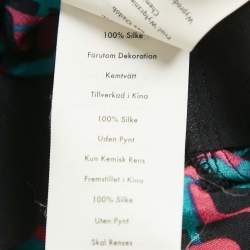 100% Silke
Förutom Dekoration
Kemtvätt
Tillverkad i Kina
100% Silke
Uden Pynt
Kun Kemisk Rens
Fremstillet i Kina
100% Silke
Uten Pynt
Skal Renses